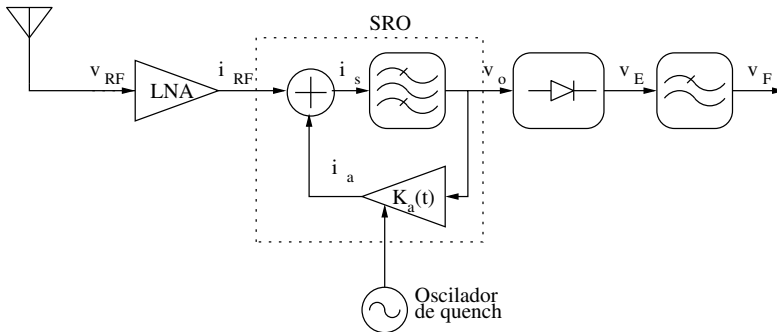 SRO
v RF
LNA
i RF
i s
v o
v E
v F
i a
K a (t)
Oscilador
de quench